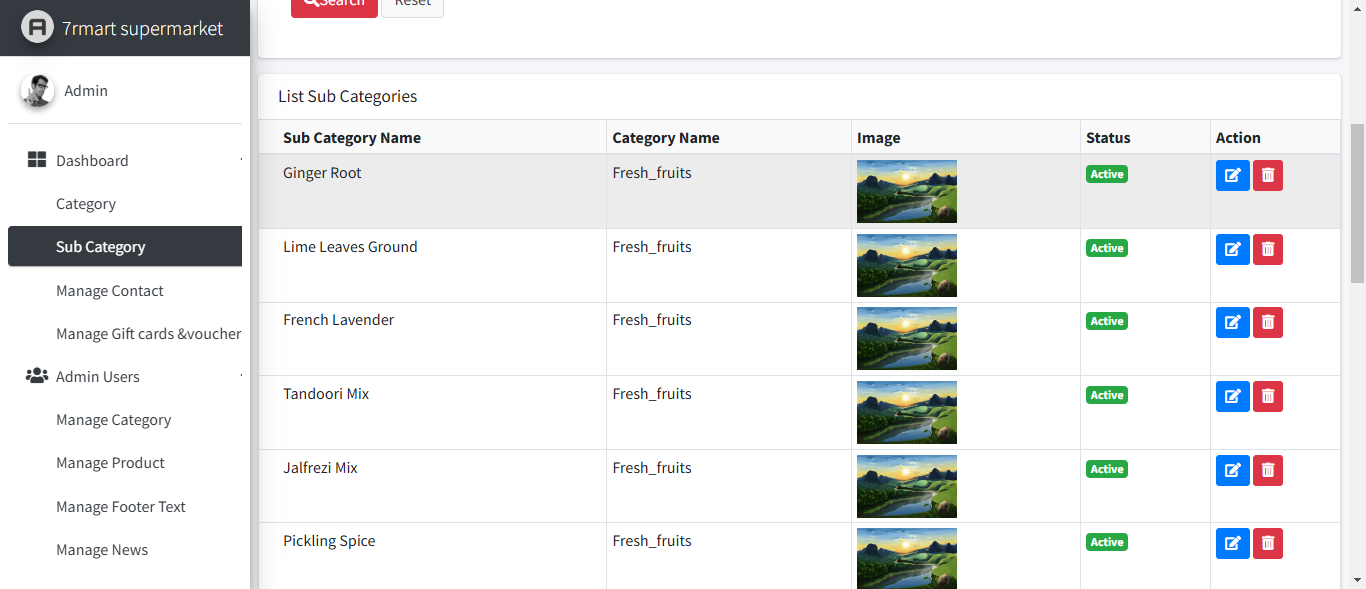 Search Reset
7rmart supermarket
Admin
Dashboard
Category
Sub Category
Manage Contact
Manage Gift cards &voucher
Admin Users
Manage Category
Manage Product
Manage Footer Text
Manage News
List Sub Categories
Sub Category Name Category Name Image Status Action
Ginger Root Fresh_fruits Active
Lime Leaves Ground Fresh_fruits Active
French Lavender Fresh_fruits Active
Tandoori Mix Fresh_fruits Active
Jalfrezi Mix Fresh_fruits Active
Pickling Spice Fresh_fruits Active